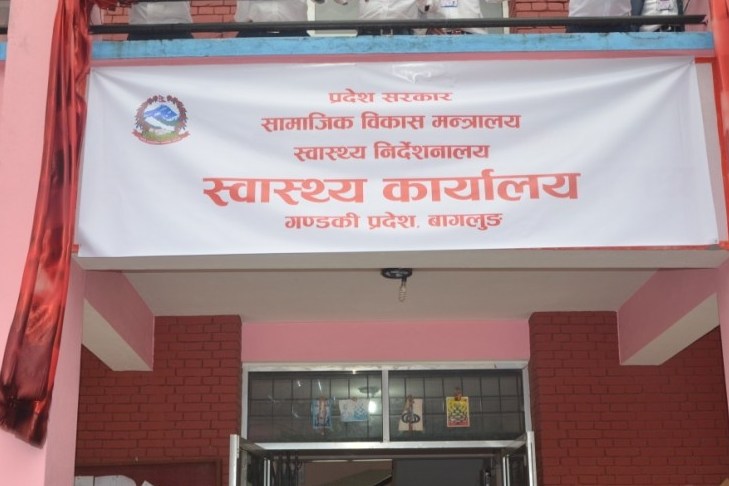 प्रदेश सरकार
सामाजिक विकास मन्त्रालय
स्वास्थ्य निर्देशनालय
स्वास्थ्य कार्यालय
गण्डकी प्रदेश, बागलुङ